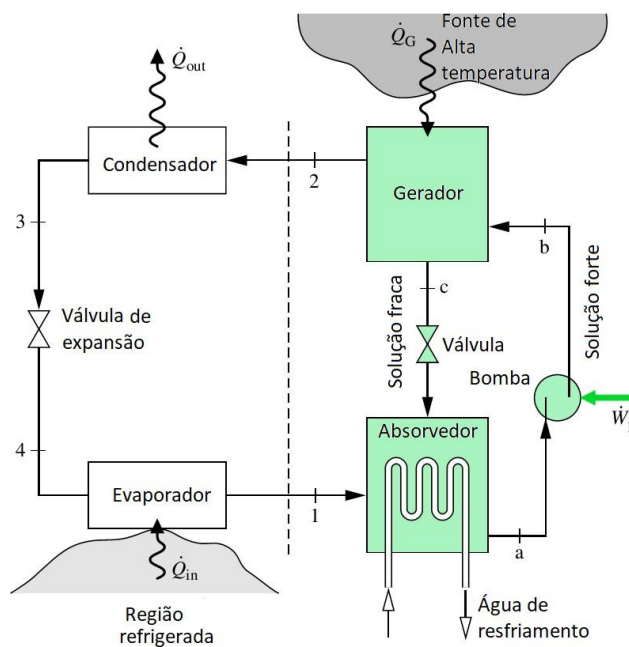 Q̇out
Q̇G
Fonte de
Alta
temperatura
Condensador
2
Gerador
3
b
c
Solução fraca
Solução forte
Válvula de
expansão
Válvula
Bomba
Ẇ
Absorvedor
4
Evaporador
1
a
Q̇in
Região
refrigerada
Água de
resfriamento